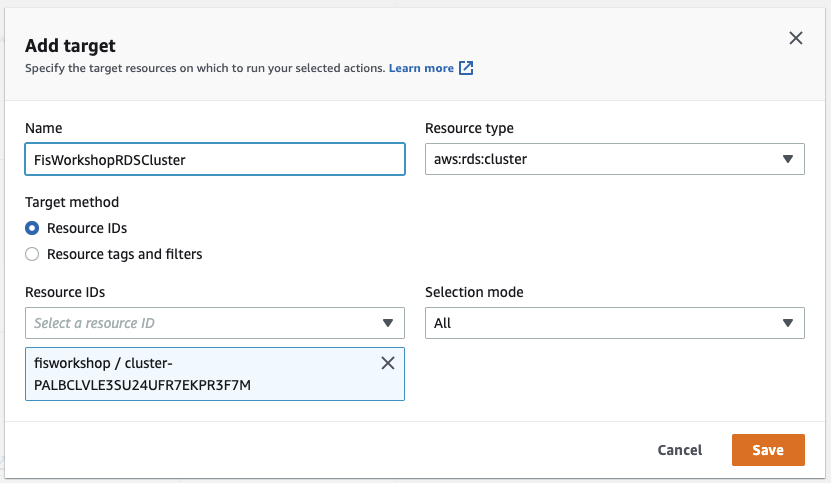 Add target
Specify the target resources on which to run your selected actions. Learn more
Name
Resource type
FisWorkshopRDSCluster
aws:rds:cluster
Target method
Resource IDs
Resource tags and filters
Resource IDs
Selection mode
Select a resource ID
All
fisworkshop / cluster-
PALBCLVLE3SU24UFR7EKPR3F7M
Cancel
Save